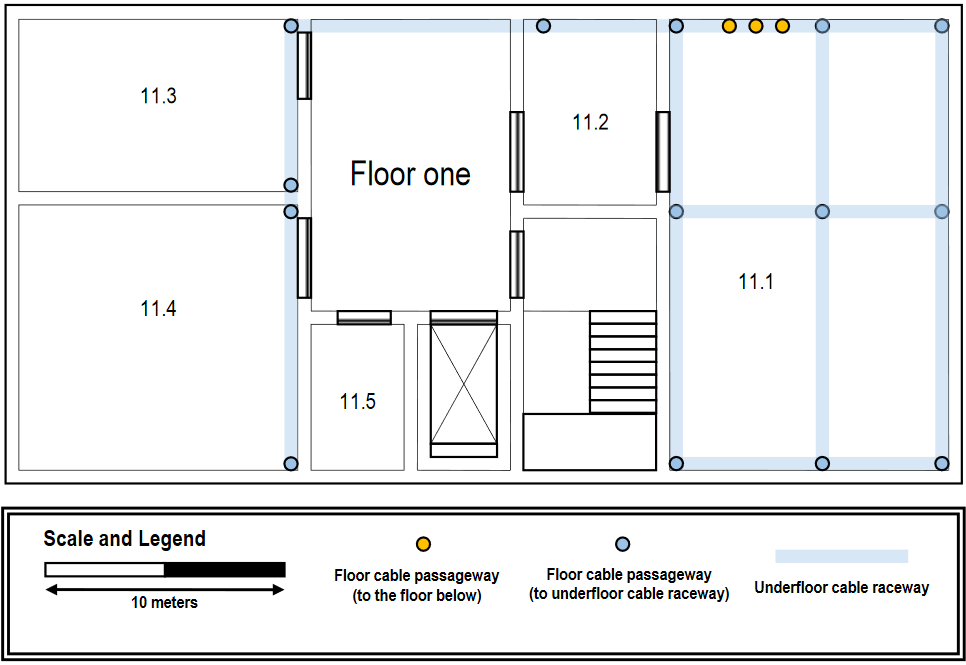 11.3
11.2
Floor one
11.1
11.4
11.5
Scale and Legend
10 meters
Floor cable passageway
(to the floor below)
Floor cable passageway
(to underfloor cable raceway)
Underfloor cable raceway